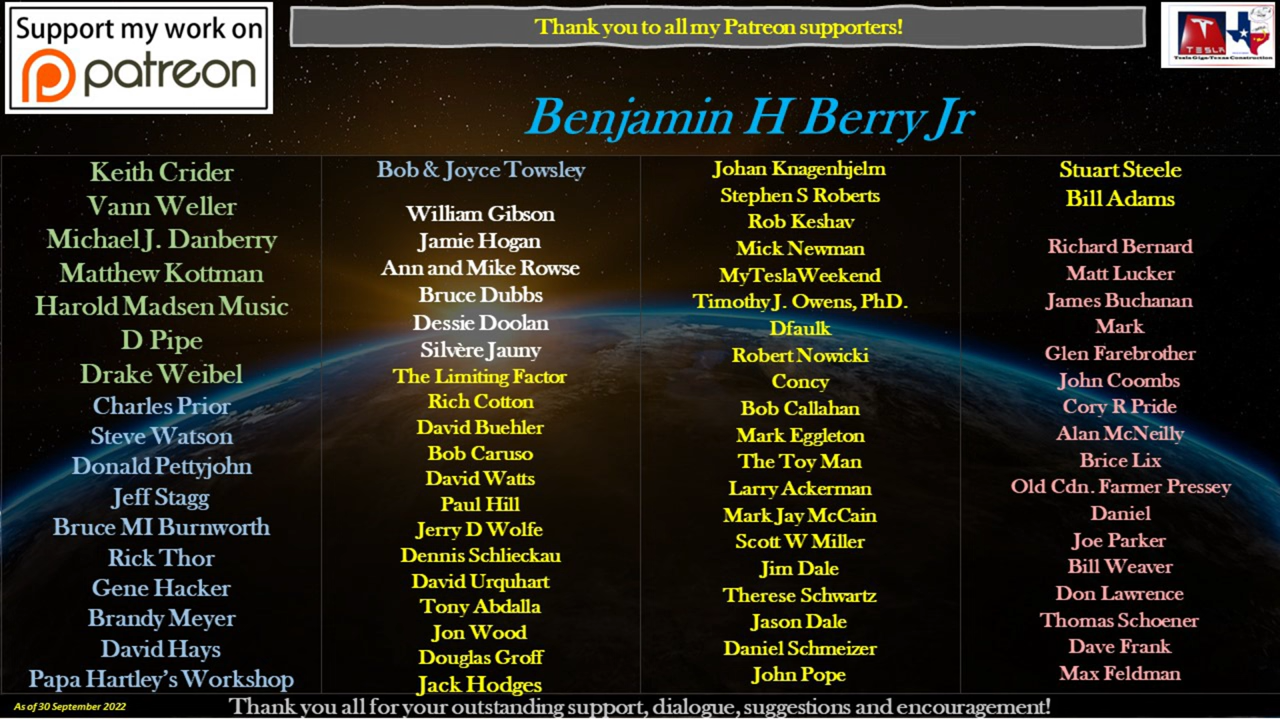 Support my work on
patreon
Thank you to all my Patreon supporters!
TESLA
Tesla Giga Texas Construction
Benjamin H Berry Jr
Keith Crider
Vann Weller
Michael J. Danberry
Matthew Kottman
Harold Madsen Music
D Pipe
Drake Weibel
Charles Prior
Steve Watson
Donald Pettyjohn
Jeff Stagg
Bruce MI Burnworth
Rick Thor
Gene Hacker
Brandy Meyer
David Hays
Papa Hartley's Workshop
Bob & Joyce Towsley
William Gibson
Jamie Hogan
Ann and Mike Rowse
Bruce Dubbs
Dessie Doolan
Silvère Jauny
The Limiting Factor
Rich Cotton
David Buehler
Bob Caruso
David Watts
Paul Hill
Jerry D Wolfe
Dennis Schlieckau
David Urquhart
Tony Abdalla
Jon Wood
Douglas Groff
Jack Hodges
Johan Knagenhjelm
Stephen S Roberts
Rob Keshav
Mick Newman
MyTeslaWeekend
Timothy J. Owens, PhD.
Dfaulk
Robert Nowicki
Concy
Bob Callahan
Mark Eggleton
The Toy Man
Larry Ackerman
Mark Jay McCain
Scott W Miller
Jim Dale
Therese Schwartz
Jason Dale
Daniel Schmeizer
John Pope
Stuart Steele
Bill Adams
Richard Bernard
Matt Lucker
James Buchanan
Mark
Glen Farebrother
John Coombs
Cory R Pride
Alan McNeilly
Brice Lix
Old Cdn. Farmer Pressey
Daniel
Joe Parker
Bill Weaver
Don Lawrence
Thomas Schoener
Dave Frank
Max Feldman
As of 30 September 2022
Thank you all for your outstanding support, dialogue, suggestions and encouragement!